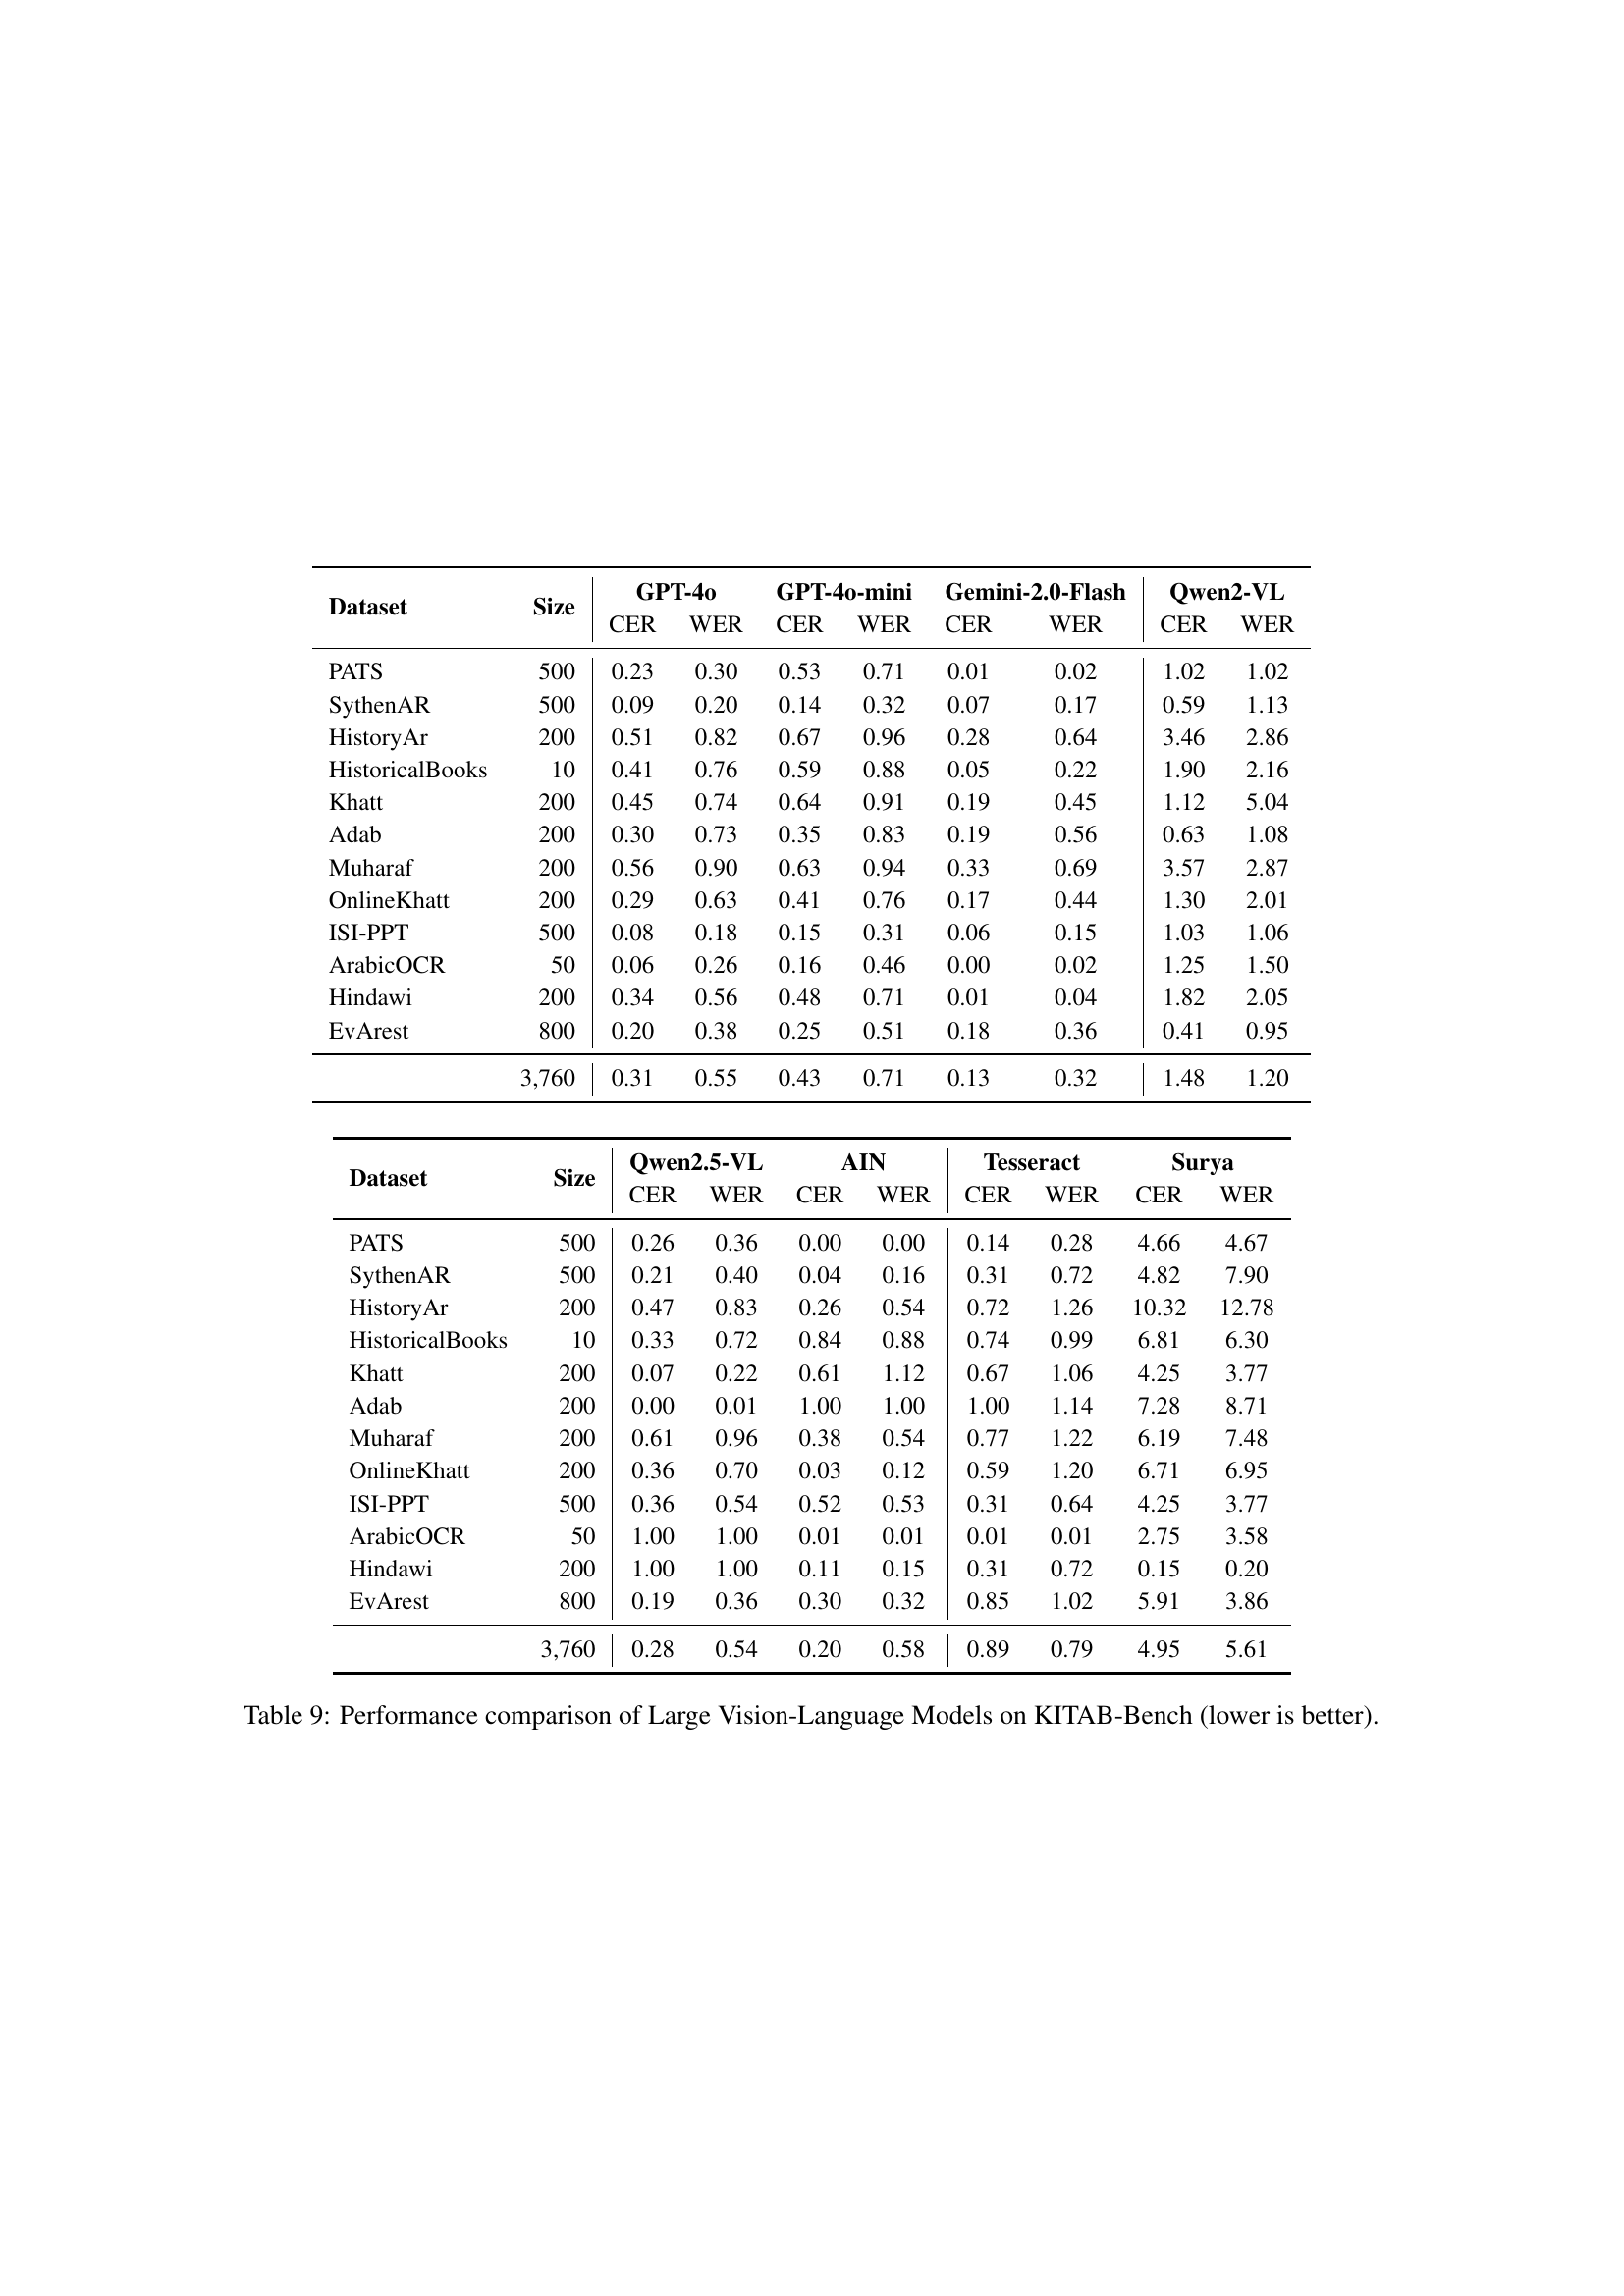 Dataset Size GPT-4o GPT-4o-mini Gemini-2.0-Flash Qwen2-VL
CER WER CER WER CER WER CER WER
PATS 500 0.23 0.30 0.53 0.71 0.01 0.02 1.02 1.02
SythenAR 500 0.09 0.20 0.14 0.32 0.07 0.17 0.59 1.13
HistoryAr 200 0.51 0.82 0.67 0.96 0.28 0.64 3.46 2.86
HistoricalBooks 10 0.41 0.76 0.59 0.88 0.05 0.22 1.90 2.16
Khatt 200 0.45 0.74 0.64 0.91 0.19 0.45 1.12 5.04
Adab 200 0.30 0.73 0.35 0.83 0.19 0.56 0.63 1.08
Muharaf 200 0.56 0.90 0.63 0.94 0.33 0.69 3.57 2.87
OnlineKhatt 200 0.29 0.63 0.41 0.76 0.17 0.44 1.30 2.01
ISI-PPT 500 0.08 0.18 0.15 0.31 0.06 0.15 1.03 1.06
ArabicOCR 50 0.06 0.26 0.16 0.46 0.00 0.02 1.25 1.50
Hindawi 200 0.34 0.56 0.48 0.71 0.01 0.04 1.82 2.05
EvArest 800 0.20 0.38 0.25 0.51 0.18 0.36 0.41 0.95
3,760 0.31 0.55 0.43 0.71 0.13 0.32 1.48 1.20
Dataset Size Qwen2.5-VL AIN Tesseract Surya
CER WER CER WER CER WER CER WER
PATS 500 0.26 0.36 0.00 0.00 0.14 0.28 4.66 4.67
SythenAR 500 0.21 0.40 0.04 0.16 0.31 0.72 4.82 7.90
HistoryAr 200 0.47 0.83 0.26 0.54 0.72 1.26 10.32 12.78
HistoricalBooks 10 0.33 0.72 0.84 0.88 0.74 0.99 6.81 6.30
Khatt 200 0.07 0.22 0.61 1.12 0.67 1.06 4.25 3.77
Adab 200 0.00 0.01 1.00 1.00 1.00 1.14 7.28 8.71
Muharaf 200 0.61 0.96 0.38 0.54 0.77 1.22 6.19 7.48
OnlineKhatt 200 0.36 0.70 0.03 0.12 0.59 1.20 6.71 6.95
ISI-PPT 500 0.36 0.54 0.52 0.53 0.31 0.64 4.25 3.77
ArabicOCR 50 1.00 1.00 0.01 0.01 0.01 0.01 2.75 3.58
Hindawi 200 1.00 1.00 0.11 0.15 0.31 0.72 0.15 0.20
EvArest 800 0.19 0.36 0.30 0.32 0.85 1.02 5.91 3.86
3,760 0.28 0.54 0.20 0.58 0.89 0.79 4.95 5.61
Table 9: Performance comparison of Large Vision-Language Models on KITAB-Bench (lower is better).